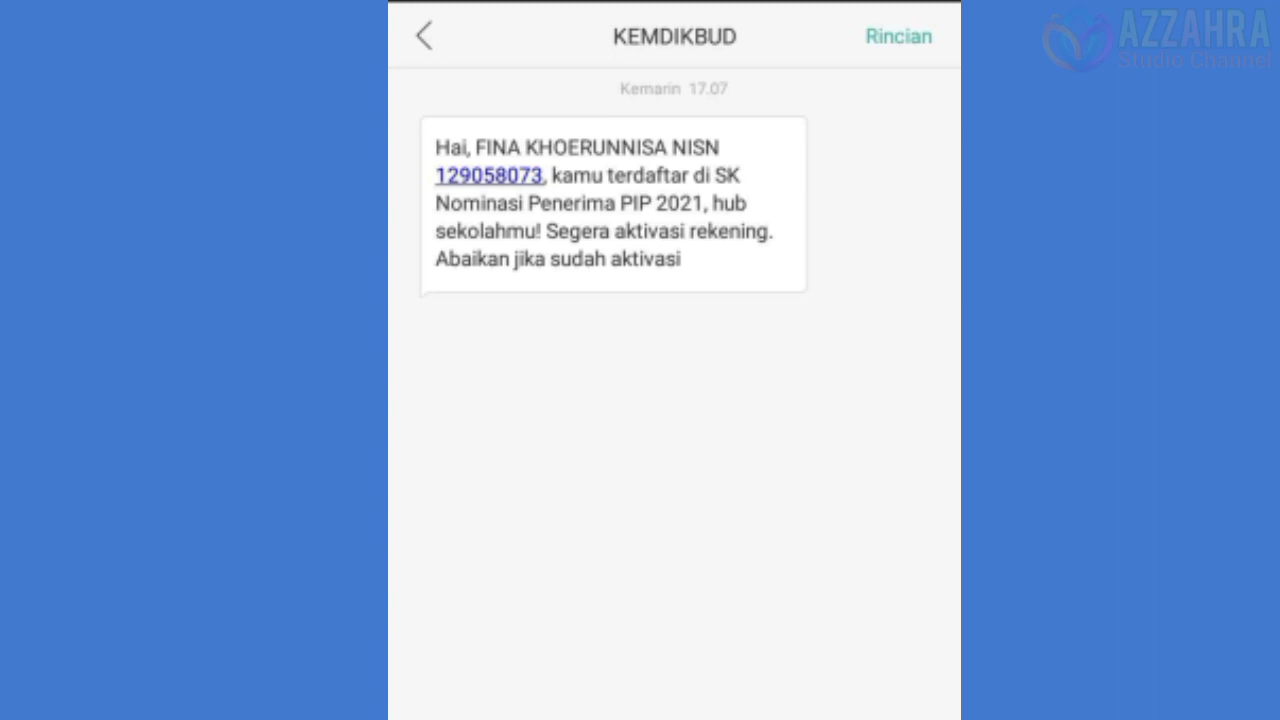 KEMDIKBUD
Rincian
AZZAHRA
Studio Channel
Kemarin 17.07
Hai, FINA KHOERUNNISA NISN
129058073, kamu terdaftar di SK
Nominasi Penerima PIP 2021, hub
sekolahmu! Segera aktivasi rekening.
Abaikan jika sudah aktivasi